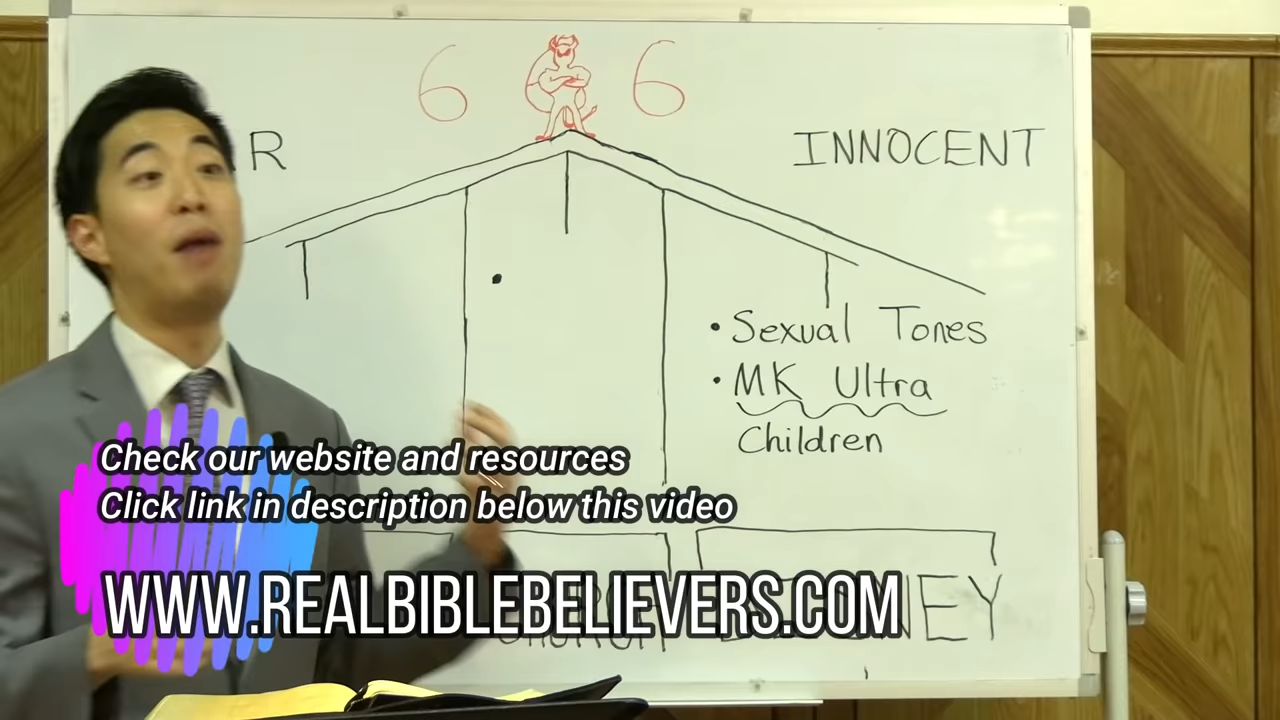 6 6
R
INNOCENT
• Sexual Tones
• MK Ultra
Children
Check our website and resources
Click link in description below this video
WWW.REALBIBLEBELIEVERS.COM